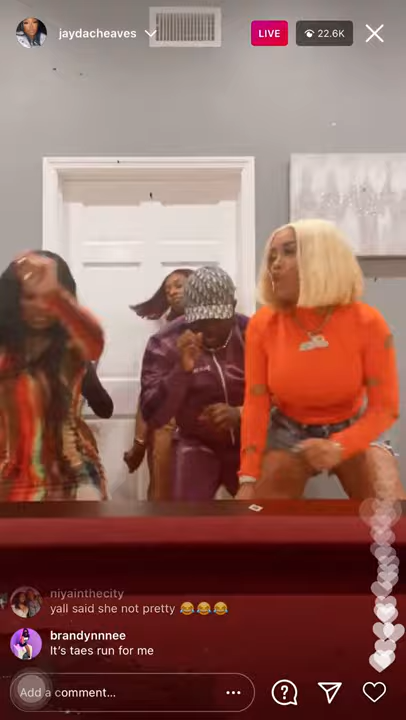 jaydacheaves
LIVE
22.6K
niyainthecity
yall said she not pretty 😂😂😂
brandynnnee
It's taes run for me
Add a comment...